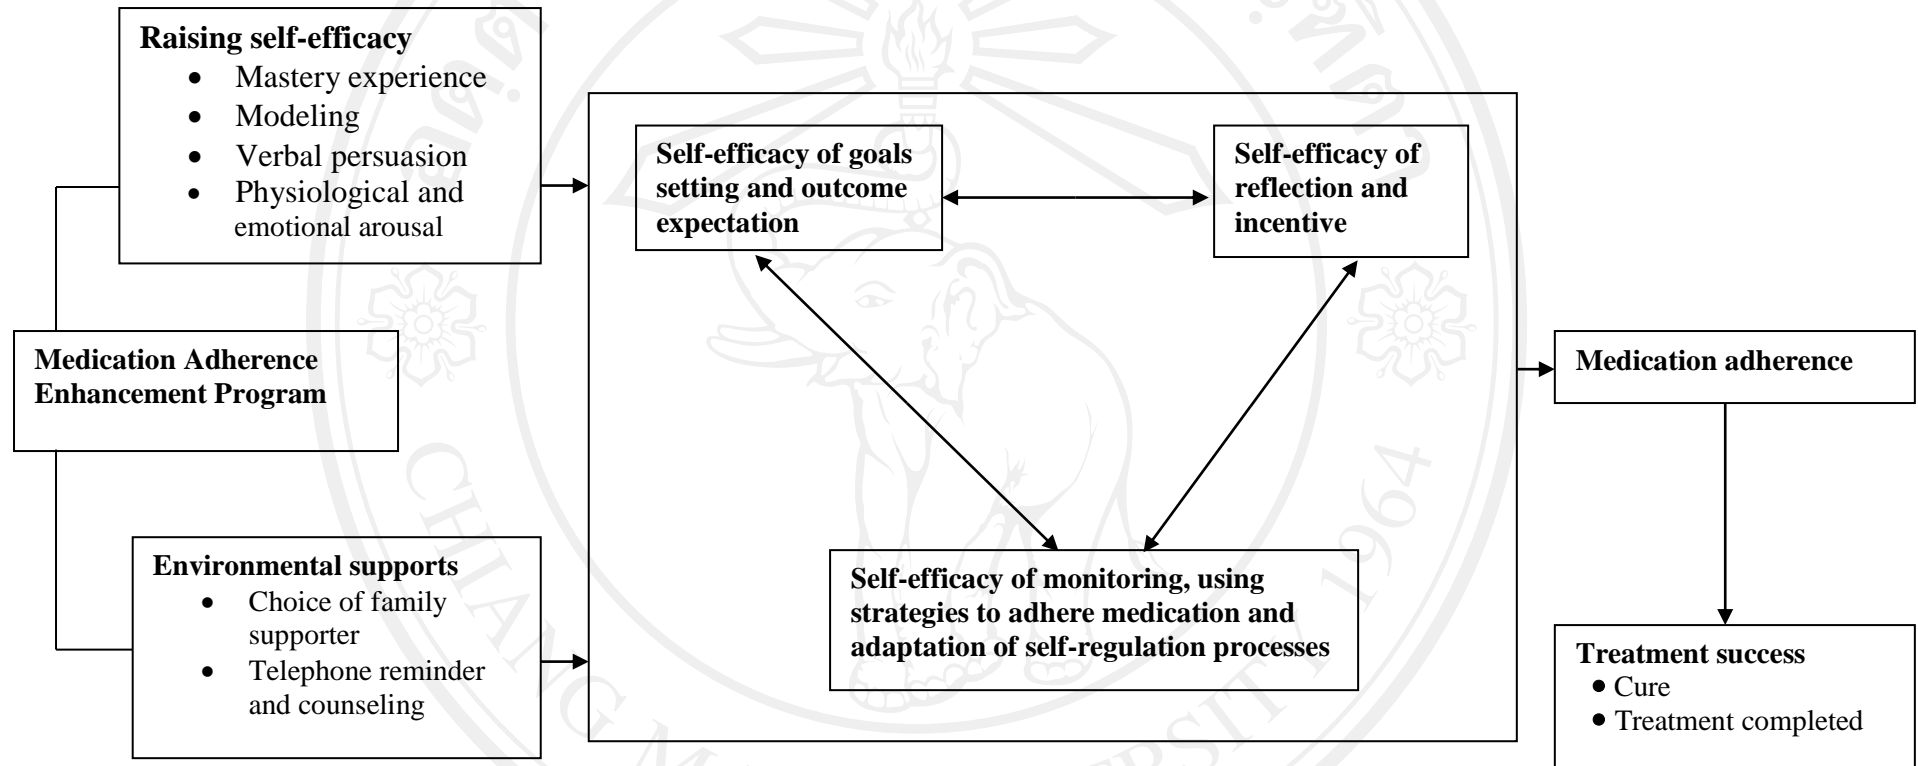 Raising self-efficacy
• Mastery experience
• Modeling
• Verbal persuasion
• Physiological and
emotional arousal
Medication Adherence
Enhancement Program
Environmental supports
• Choice of family
supporter
• Telephone reminder
and counseling
Self-efficacy of goals
setting and outcome
expectation
Self-efficacy of
reflection and
incentive
Self-efficacy of monitoring, using
strategies to adhere medication and
adaptation of self-regulation processes
Medication adherence
Treatment success
• Cure
• Treatment completed
1964